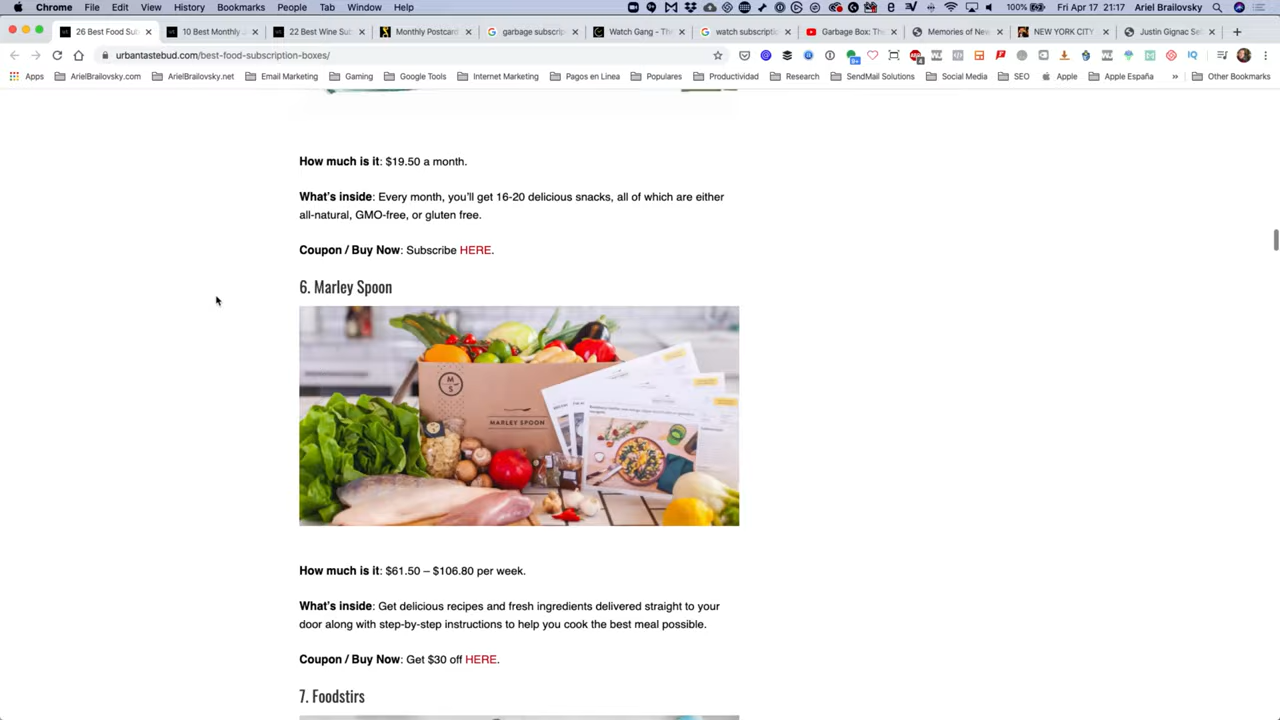 Chrome File Edit View History Bookmarks People Tab Window Help 100% Fri Apr 17 21:17 Ariel Brailovsky
26 Best Food Su 10 Best Monthly 22 Best Wine Su Monthly Postcard garbage subscrip Watch Gang - The watch subscripti Garbage Box: The Memories of New NEW YORK CITY Justin Gignac Se
urbantastebud.com/best-food-subscription-boxes/
Apps ArielBrailovsky.com ArielBrailovsky.net Email Marketing Gaming Google Tools Internet Marketing Pagos en Linea Populares Productividad Research SendMail Solutions Social Media SEO Apple Apple España » Other Bookmarks
How much is it: $19.50 a month.
What's inside: Every month, you'll get 16-20 delicious snacks, all of which are either
all-natural, GMO-free, or gluten free.
Coupon / Buy Now: Subscribe HERE.
6. Marley Spoon
M S
MARLEY SPOON
How much is it: $61.50 – $106.80 per week.
What's inside: Get delicious recipes and fresh ingredients delivered straight to your
door along with step-by-step instructions to help you cook the best meal possible.
Coupon / Buy Now: Get $30 off HERE.
7. Foodstirs